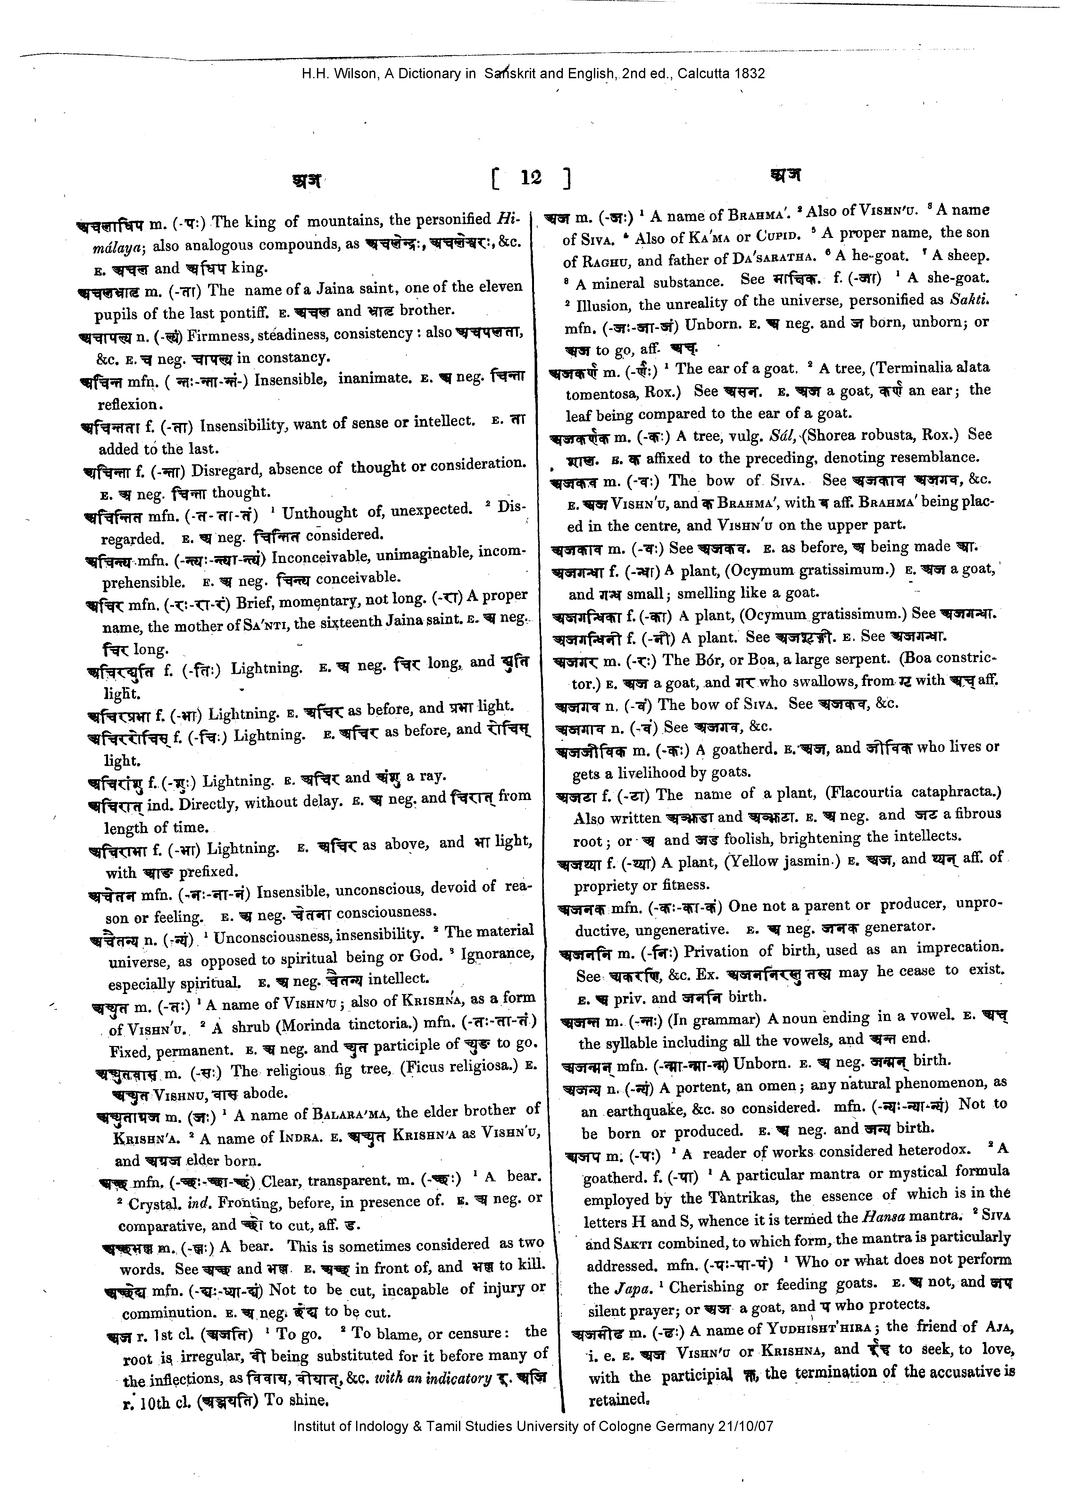 H.H. Wilson, A Dictionary in Sanskrit and English, 2nd ed., Calcutta 1832
अज [ 12 ] अज
अचलाधिप m. (-पः) The king of mountains, the personified Hi-
málaya; also analogous compounds, as अचलेन्द्रः, अचलेश्वरः, &c.
E. अचल and अधिप king.
अचलभ्रातृ m. (-ता) The name of a Jaina saint, one of the eleven
pupils of the last pontiff. E. अचल and भ्रातृ brother.
अचापल्य n. (-ल्यं) Firmness, steadiness, consistency : also अचपलता,
&c. E. च neg. चापल्य in constancy.
अचिन्त mfn. ( न्तः-न्ता-न्तं-) Insensible, inanimate. E. अ neg. चिन्ता
reflexion.
अचिन्तता f. (-ता) Insensibility, want of sense or intellect. E. ता
added to the last.
अचिन्ता f. (-न्ता) Disregard, absence of thought or consideration.
E. अ neg. चिन्ता thought.
अचिन्तित mfn. (-त- ता-तं) ¹ Unthought of, unexpected. ² Dis-
regarded. E. अ neg. चिन्तित considered.
अचिन्त्य mfn. (-न्त्यः-न्त्या-न्त्यं) Inconceivable, unimaginable, incom-
prehensible. E. अ neg. चिन्त्य conceivable.
अचिर mfn. (-रः-रा-रं) Brief, momentary, not long. (-रा) A proper
name, the mother of SA'NTI, the sixteenth Jaina saint. E. अ neg.
चिर long.
अचिरद्युति f. (-तिः) Lightning. E. अ neg. चिर long, and द्युति
light.
अचिरप्रभा f. (-भा) Lightning. E. अचिर as before, and प्रभा light.
अचिररोचिस् f. (-चिः) Lightning. E. अचिर as before, and रोचिस्
light.
अचिरांशु f. (-शुः) Lightning. E. अचिर and अंशु a ray.
अचिरात् ind. Directly, without delay. E. अ neg. and चिरात् from
length of time.
अचिराभा f. (-भा) Lightning. E. अचिर as above, and भा light,
with आङ prefixed.
अचेतन mfn. (-नः-ना-नं) Insensible, unconscious, devoid of rea-
son or feeling. E. अ neg. चेतना consciousness.
अचैतन्य n. (-न्यं) ¹ Unconsciousness, insensibility. ² The material
universe, as opposed to spiritual being or God. ³ Ignorance,
especially spiritual. E. अ neg. चैतन्य intellect.
अच्युत m. (-तः) ¹ A name of VISHN'U ; also of KRISHNA, as a form
of VISHN'U. ² A shrub (Morinda tinctoria.) mfn. (-तः-ता-तं)
Fixed, permanent. E. अ neg. and च्युत participle of च्युङ to go.
अच्युतवास m. (-सः) The religious fig tree, (Ficus religiosa.) E.
अच्युत VISHNU, वास abode.
अच्युताग्रज m. (जः) ¹ A name of BALARA'MA, the elder brother of
KRISHN'A. ² A name of INDRA. E. अच्युत KRISHN'A as VISHN'U,
and अग्रज elder born.
अच्छ mfn. (-च्छः-च्छा-च्छं) Clear, transparent. m. (-च्छः) ¹ A bear.
² Crystal. ind. Fronting, before, in presence of. E. अ neg. or
comparative, and छो to cut, aff. ड.
अच्छभल्ल m. (-ल्लः) A bear. This is sometimes considered as two
words. See अच्छ and भल्ल. E. अच्छ in front of, and भल्ल to kill.
अच्छेद्य mfn. (-द्यः-द्या-द्यं) Not to be cut, incapable of injury or
comminution. E. अ neg. छेद्य to be cut.
अज r. 1st cl. (अजति) ¹ To go. ² To blame, or censure : the
root is irregular, वी being substituted for it before many of
the inflections, as विवाय, वीयात्, &c. with an indicatory इ. अजि
r. 10th cl. (अञ्जयति) To shine.
अज m. (-जः) ¹ A name of BRAHMA'. ² Also of VISHN'U. ³ A name
of SIVA. ⁴ Also of KA'MA or CUPID. ⁵ A proper name, the son
of RAGHU, and father of DA'SARATHA. ⁶ A he-goat. ⁷ A sheep.
⁸ A mineral substance. See माक्षिक. f. (-जा) ¹ A she-goat.
² Illusion, the unreality of the universe, personified as Sakti.
mfn. (-जः-जा-जं) Unborn. E. अ neg. and ज born, unborn; or
अज to go, aff. अच्.
अजकर्ण m. (-र्णः) ¹ The ear of a goat. ² A tree, (Terminalia alata
tomentosa, Rox.) See असन. E. अज a goat, कर्ण an ear; the
leaf being compared to the ear of a goat.
अजकर्णक m. (-कः) A tree, vulg. Sál, (Shorea robusta, Rox.) See
शाल. E. क affixed to the preceding, denoting resemblance.
अजकव m. (-वः) The bow of SIVA. See अजकाव अजगव, &c.
E. अज VISHN'U, and क BRAHMA', with व aff. BRAHMA' being plac-
ed in the centre, and VISHN'U on the upper part.
अजकाव m. (-वः) See अजकव. E. as before, अ being made आ.
अजगन्धा f. (-न्धा) A plant, (Ocymum gratissimum.) E. अज a goat,
and गन्ध small; smelling like a goat.
अजगन्धिका f. (-का) A plant, (Ocymum gratissimum.) See अजगन्धा.
अजगन्धिनी f. (-नी) A plant. See अजशृङ्गी. E. See अजगन्धा.
अजगर m. (-रः) The Bór, or Boa, a large serpent. (Boa constric-
tor.) E. अज a goat, and गर who swallows, from गॄ with अच् aff.
अजगव n. (-वं) The bow of SIVA. See अजकव, &c.
अजगाव n. (-वं) See अजगव, &c.
अजजीविक m. (-कः) A goatherd. E. अज, and जीविक who lives or
gets a livelihood by goats.
अजटा f. (-टा) The name of a plant, (Flacourtia cataphracta.)
Also written अज्झडा and अज्झटा. E. अ neg. and जट a fibrous
root ; or अ and जड foolish, brightening the intellects.
अजथ्या f. (-थ्या) A plant, (Yellow jasmin.) E. अज, and थ्यन् aff. of
propriety or fitness.
अजनक mfn. (-कः-का-कं) One not a parent or producer, unpro-
ductive, ungenerative. E. अ neg. जनक generator.
अजननि m. (-निः) Privation of birth, used as an imprecation.
See अकरणि, &c. Ex. अजननिरस्तु तस्य may he cease to exist.
E. अ priv. and जननि birth.
अजन्त m. (-न्तः) (In grammar) A noun ending in a vowel. E. अच्
the syllable including all the vowels, and अन्त end.
अजन्मन् mfn. (-न्मा-न्मा-न्म) Unborn. E. अ neg. जन्मन् birth.
अजन्य n. (-न्यं) A portent, an omen ; any natural phenomenon, as
an earthquake, &c. so considered. mfn. (-न्यः-न्या-न्यं) Not to
be born or produced. E. अ neg. and जन्य birth.
अजप m. (-पः) ¹ A reader of works considered heterodox. ² A
goatherd. f. (-पा) ¹ A particular mantra or mystical formula
employed by the Tàntrikas, the essence of which is in the
letters H and S, whence it is termed the Hansa mantra. ² SIVA
and SAKTI combined, to which form, the mantra is particularly
addressed. mfn. (-पः-पा-पं) ¹ Who or what does not perform
the Japa. ¹ Cherishing or feeding goats. E. अ not, and जप
silent prayer; or अज a goat, and प who protects.
अजमीढ m. (-ढः) A name of YUDHISHT'HIRA ; the friend of AJA,
i. e. E. अज VISHN'U or KRISHNA, and to seek, to love,
with the participial क्त, the termination of the accusative is
retained.
Institut of Indology & Tamil Studies University of Cologne Germany 21/10/07